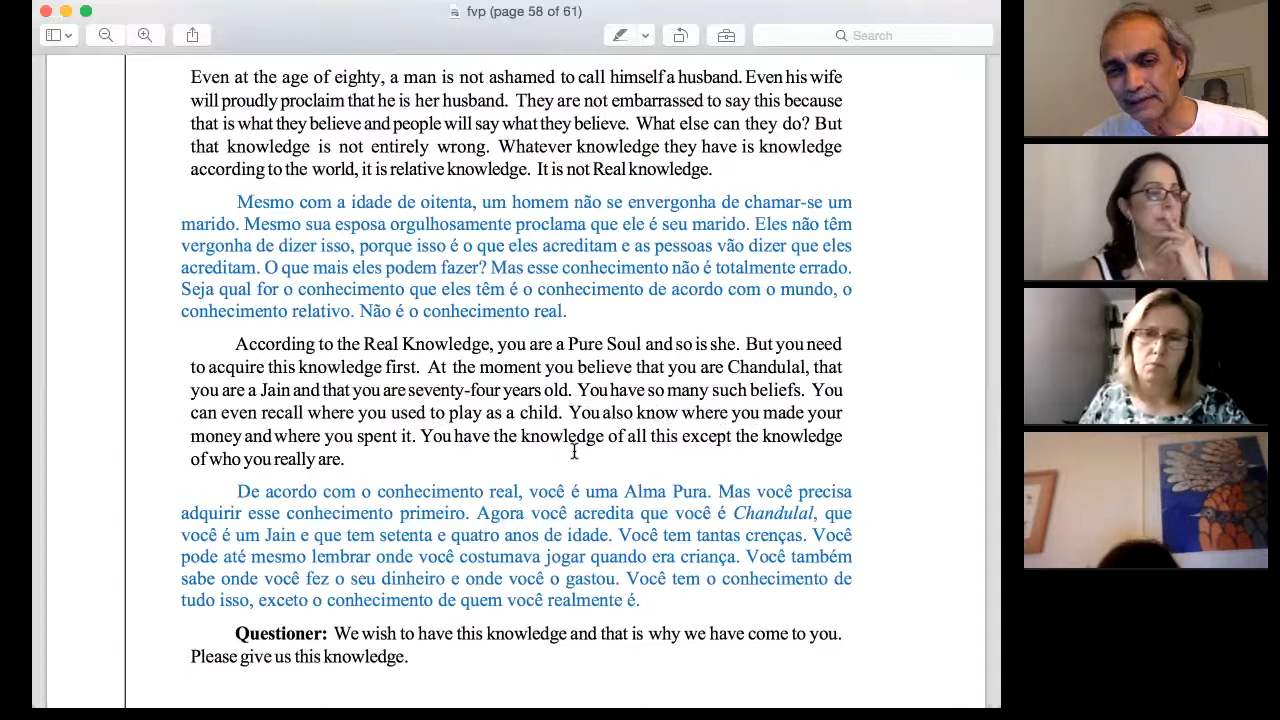 fvp (page 58 of 61)
Search
Even at the age of eighty, a man is not ashamed to call himself a husband. Even his wife
will proudly proclaim that he is her husband. They are not embarrassed to say this because
that is what they believe and people will say what they believe. What else can they do? But
that knowledge is not entirely wrong. Whatever knowledge they have is knowledge
according to the world, it is relative knowledge. It is not Real knowledge.
Mesmo com a idade de oitenta, um homem não se envergonha de chamar-se um
marido. Mesmo sua esposa orgulhosamente proclama que ele é seu marido. Eles não têm
vergonha de dizer isso, porque isso é o que eles acreditam e as pessoas vão dizer que eles
acreditam. O que mais eles podem fazer? Mas esse conhecimento não é totalmente errado.
Seja qual for o conhecimento que eles têm é o conhecimento de acordo com o mundo, o
conhecimento relativo. Não é o conhecimento real.
According to the Real Knowledge, you are a Pure Soul and so is she. But you need
to acquire this knowledge first. At the moment you believe that you are Chandulal, that
you are a Jain and that you are seventy-four years old. You have so many such beliefs. You
can even recall where you used to play as a child. You also know where you made your
money and where you spent it. You have the knowledge of all this except the knowledge
of who you really are.
De acordo com o conhecimento real, você é uma Alma Pura. Mas você precisa
adquirir esse conhecimento primeiro. Agora você acredita que você é Chandulal, que
você é um Jain e que tem setenta e quatro anos de idade. Você tem tantas crenças. Você
pode até mesmo lembrar onde você costumava jogar quando era criança. Você também
sabe onde você fez o seu dinheiro e onde você o gastou. Você tem o conhecimento de
tudo isso, exceto o conhecimento de quem você realmente é.
Questioner: We wish to have this knowledge and that is why we have come to you.
Please give us this knowledge.